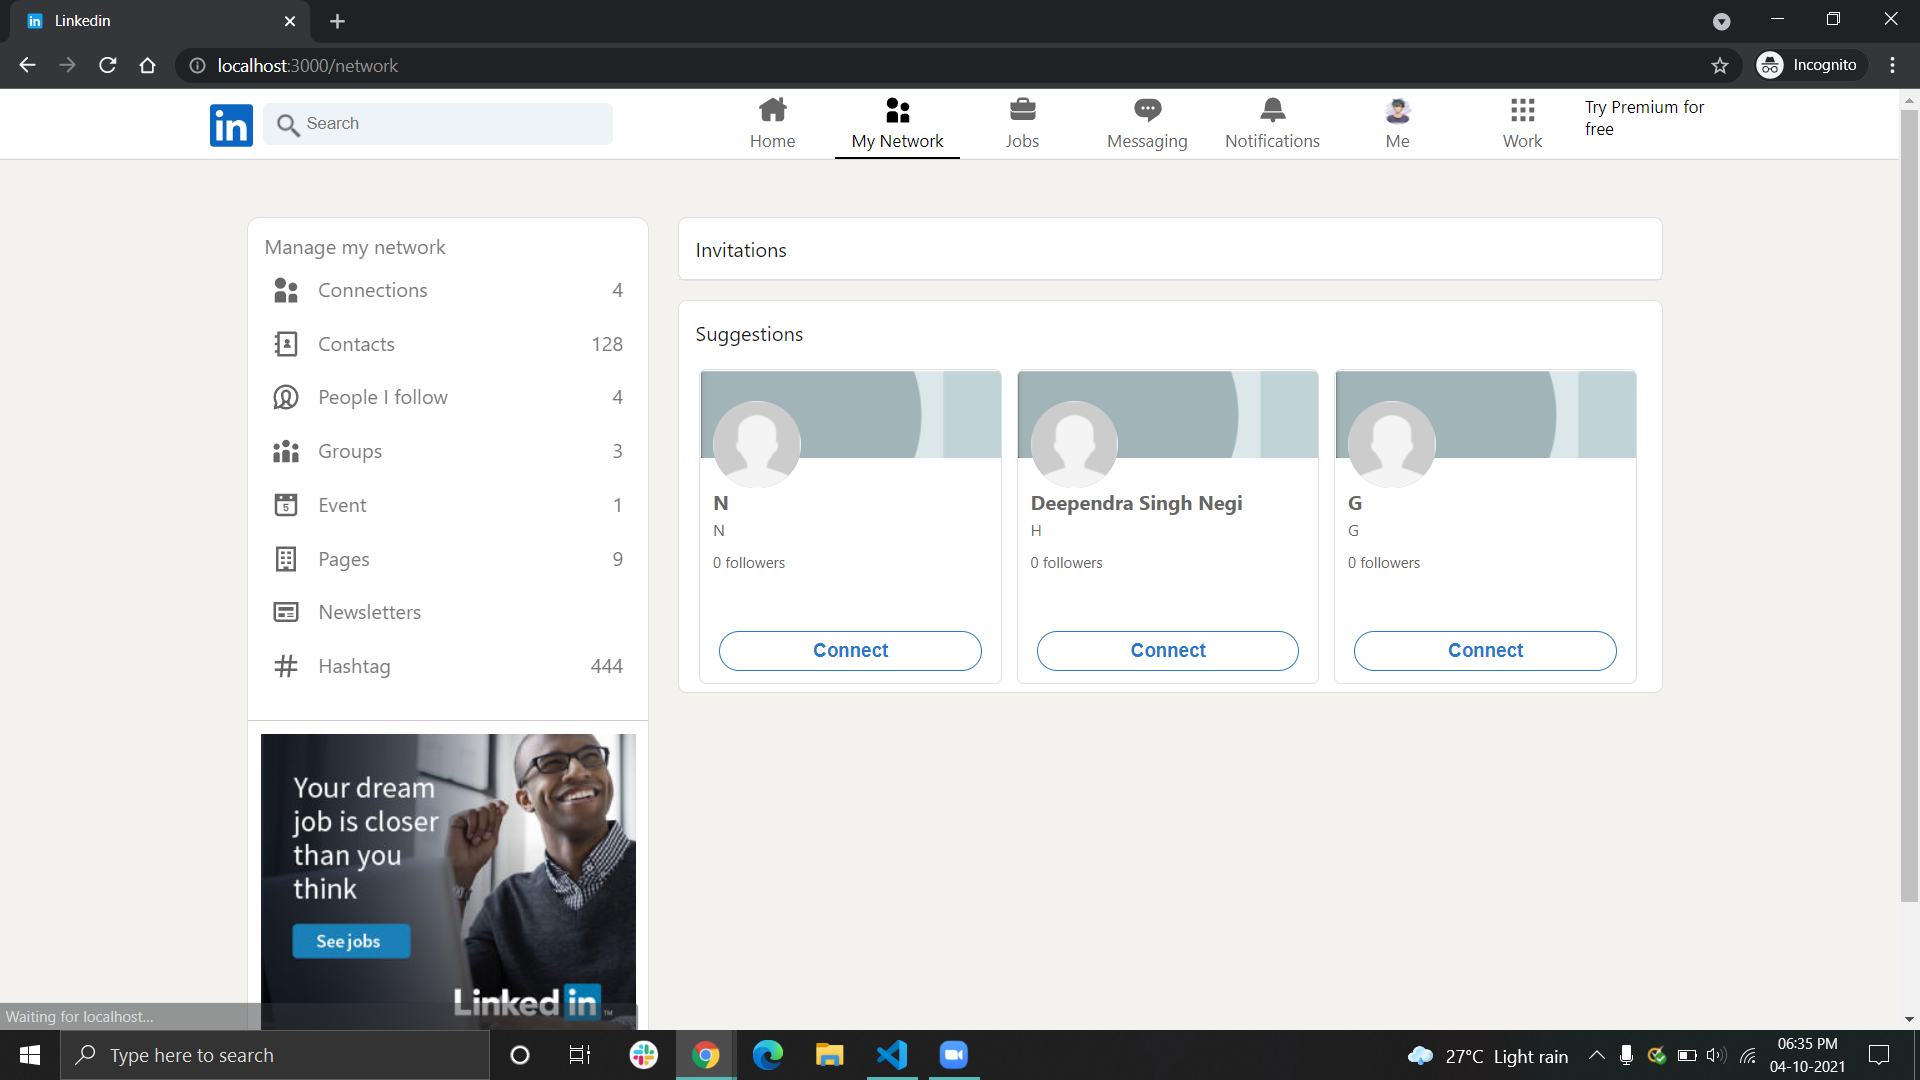 Linkedin
localhost:3000/network
Incognito
in
Search
Home
My Network
Jobs
Messaging
Notifications
Me
Work
Try Premium for
free
Manage my network
Connections 4
Contacts 128
People I follow 4
Groups 3
5
Event 1
Pages 9
Newsletters
Hashtag 444
Your dream
job is closer
than you
think
See jobs
Linked in ™
Invitations
Suggestions
N
N
0 followers
Connect
Deependra Singh Negi
H
0 followers
Connect
G
G
0 followers
Connect
Waiting for localhost...
Type here to search
27°C Light rain
06:35 PM
04-10-2021